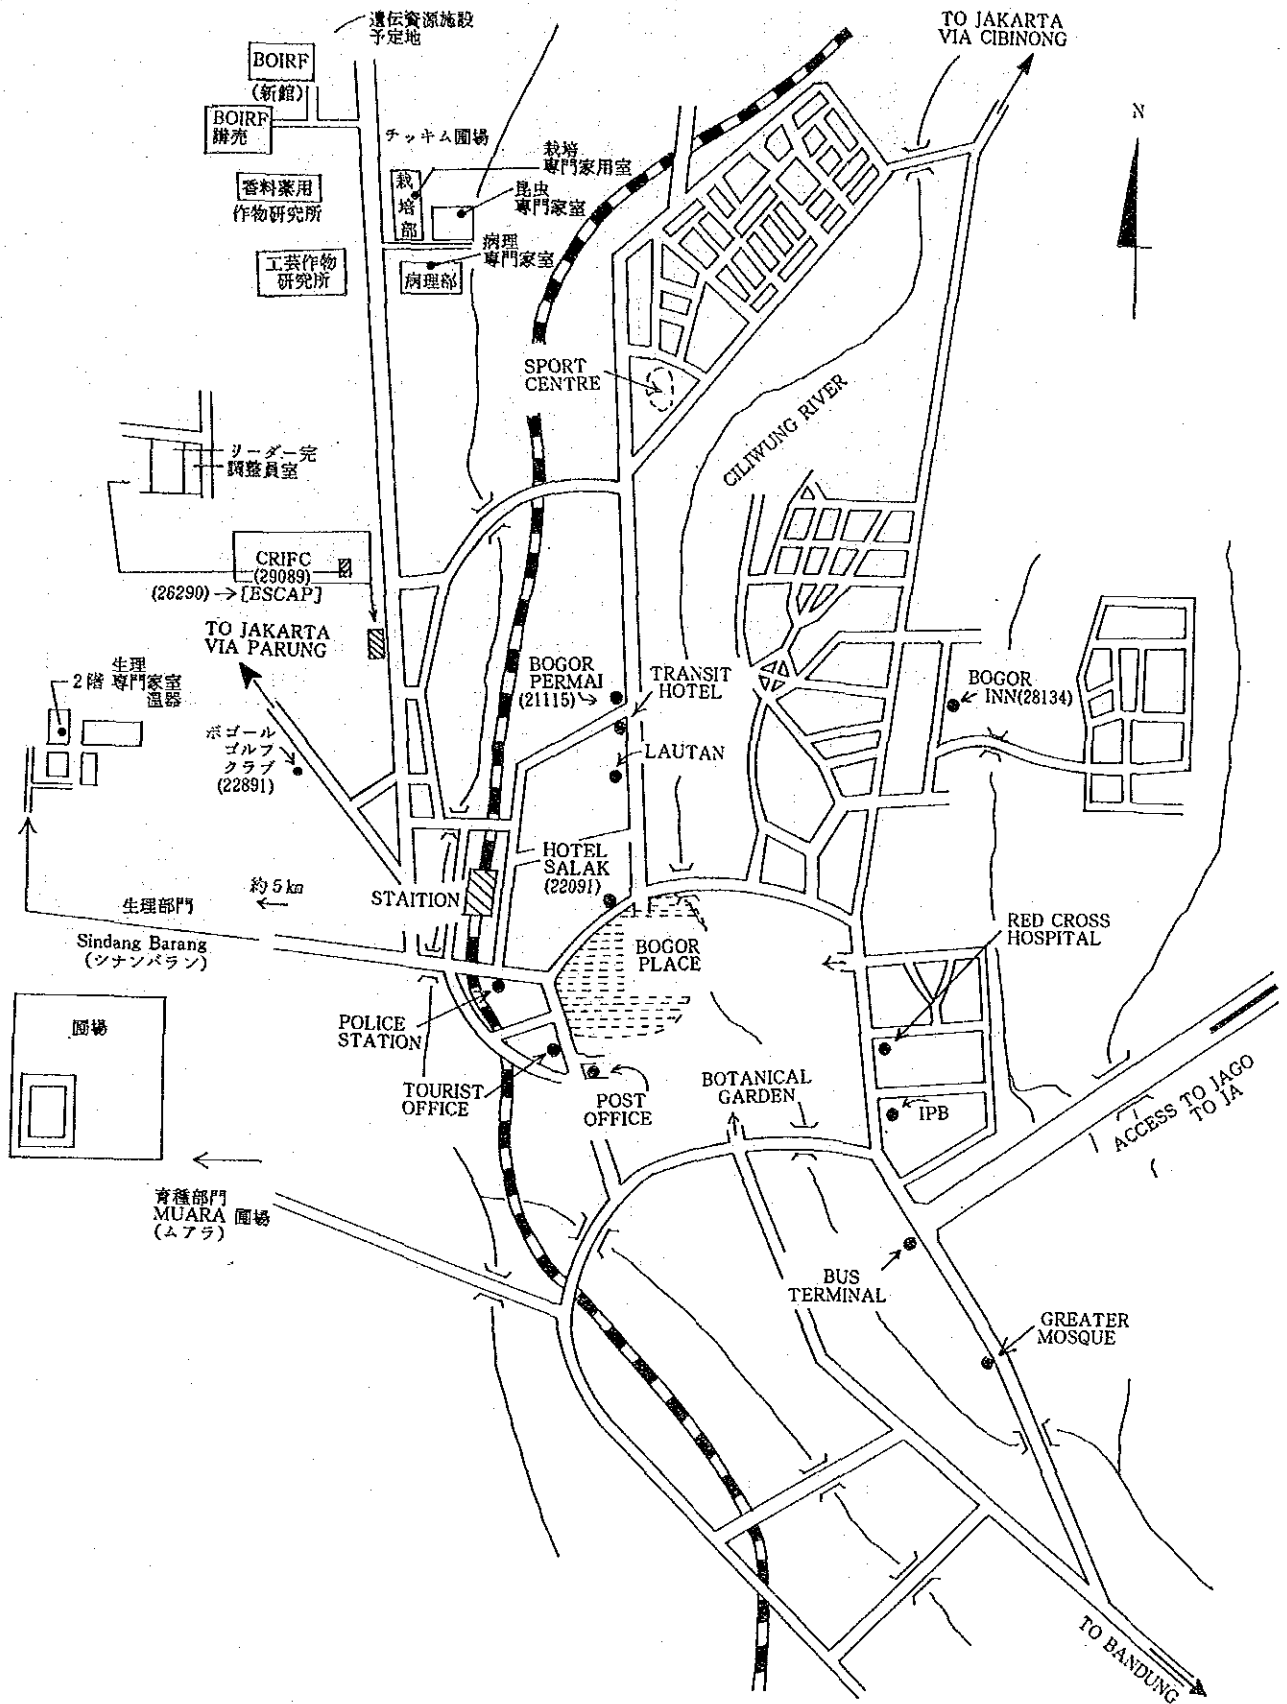 遺伝資源施設
予定地
BOIRF
(新館)
BOIRF
購売
チッキム圃場
栽培
専門家用室
栽
培
部
昆虫
専門家室
香料薬用
作物研究所
病理
専門家室
病理部
工芸作物
研究所
TO JAKARTA
VIA CIBINONG
N
SPORT
CENTRE
CILIWUNG RIVER
リーダー完
調整員室
CRIFC
(29089)
(26290)→[ESCAP]
TO JAKARTA
VIA PARUNG
生理
2階 専門家室
温器
ボゴール
ゴルフ
クラブ
(22891)
BOGOR
PERMAI
(21115)
TRANSIT
HOTEL
LAUTAN
BOGOR
INN(28134)
HOTEL
SALAK
(22091)
STAITION
約5km
生理部門
Sindang Barang
(シナンバラン)
BOGOR
PLACE
RED CROSS
HOSPITAL
圃場
POLICE
STATION
TOURIST
OFFICE
POST
OFFICE
BOTANICAL
GARDEN
IPB
ACCESS TO JAGO
TO JA
育種部門
MUARA 圃場
(ムアラ)
BUS
TERMINAL
GREATER
MOSQUE
TO BANDUNG